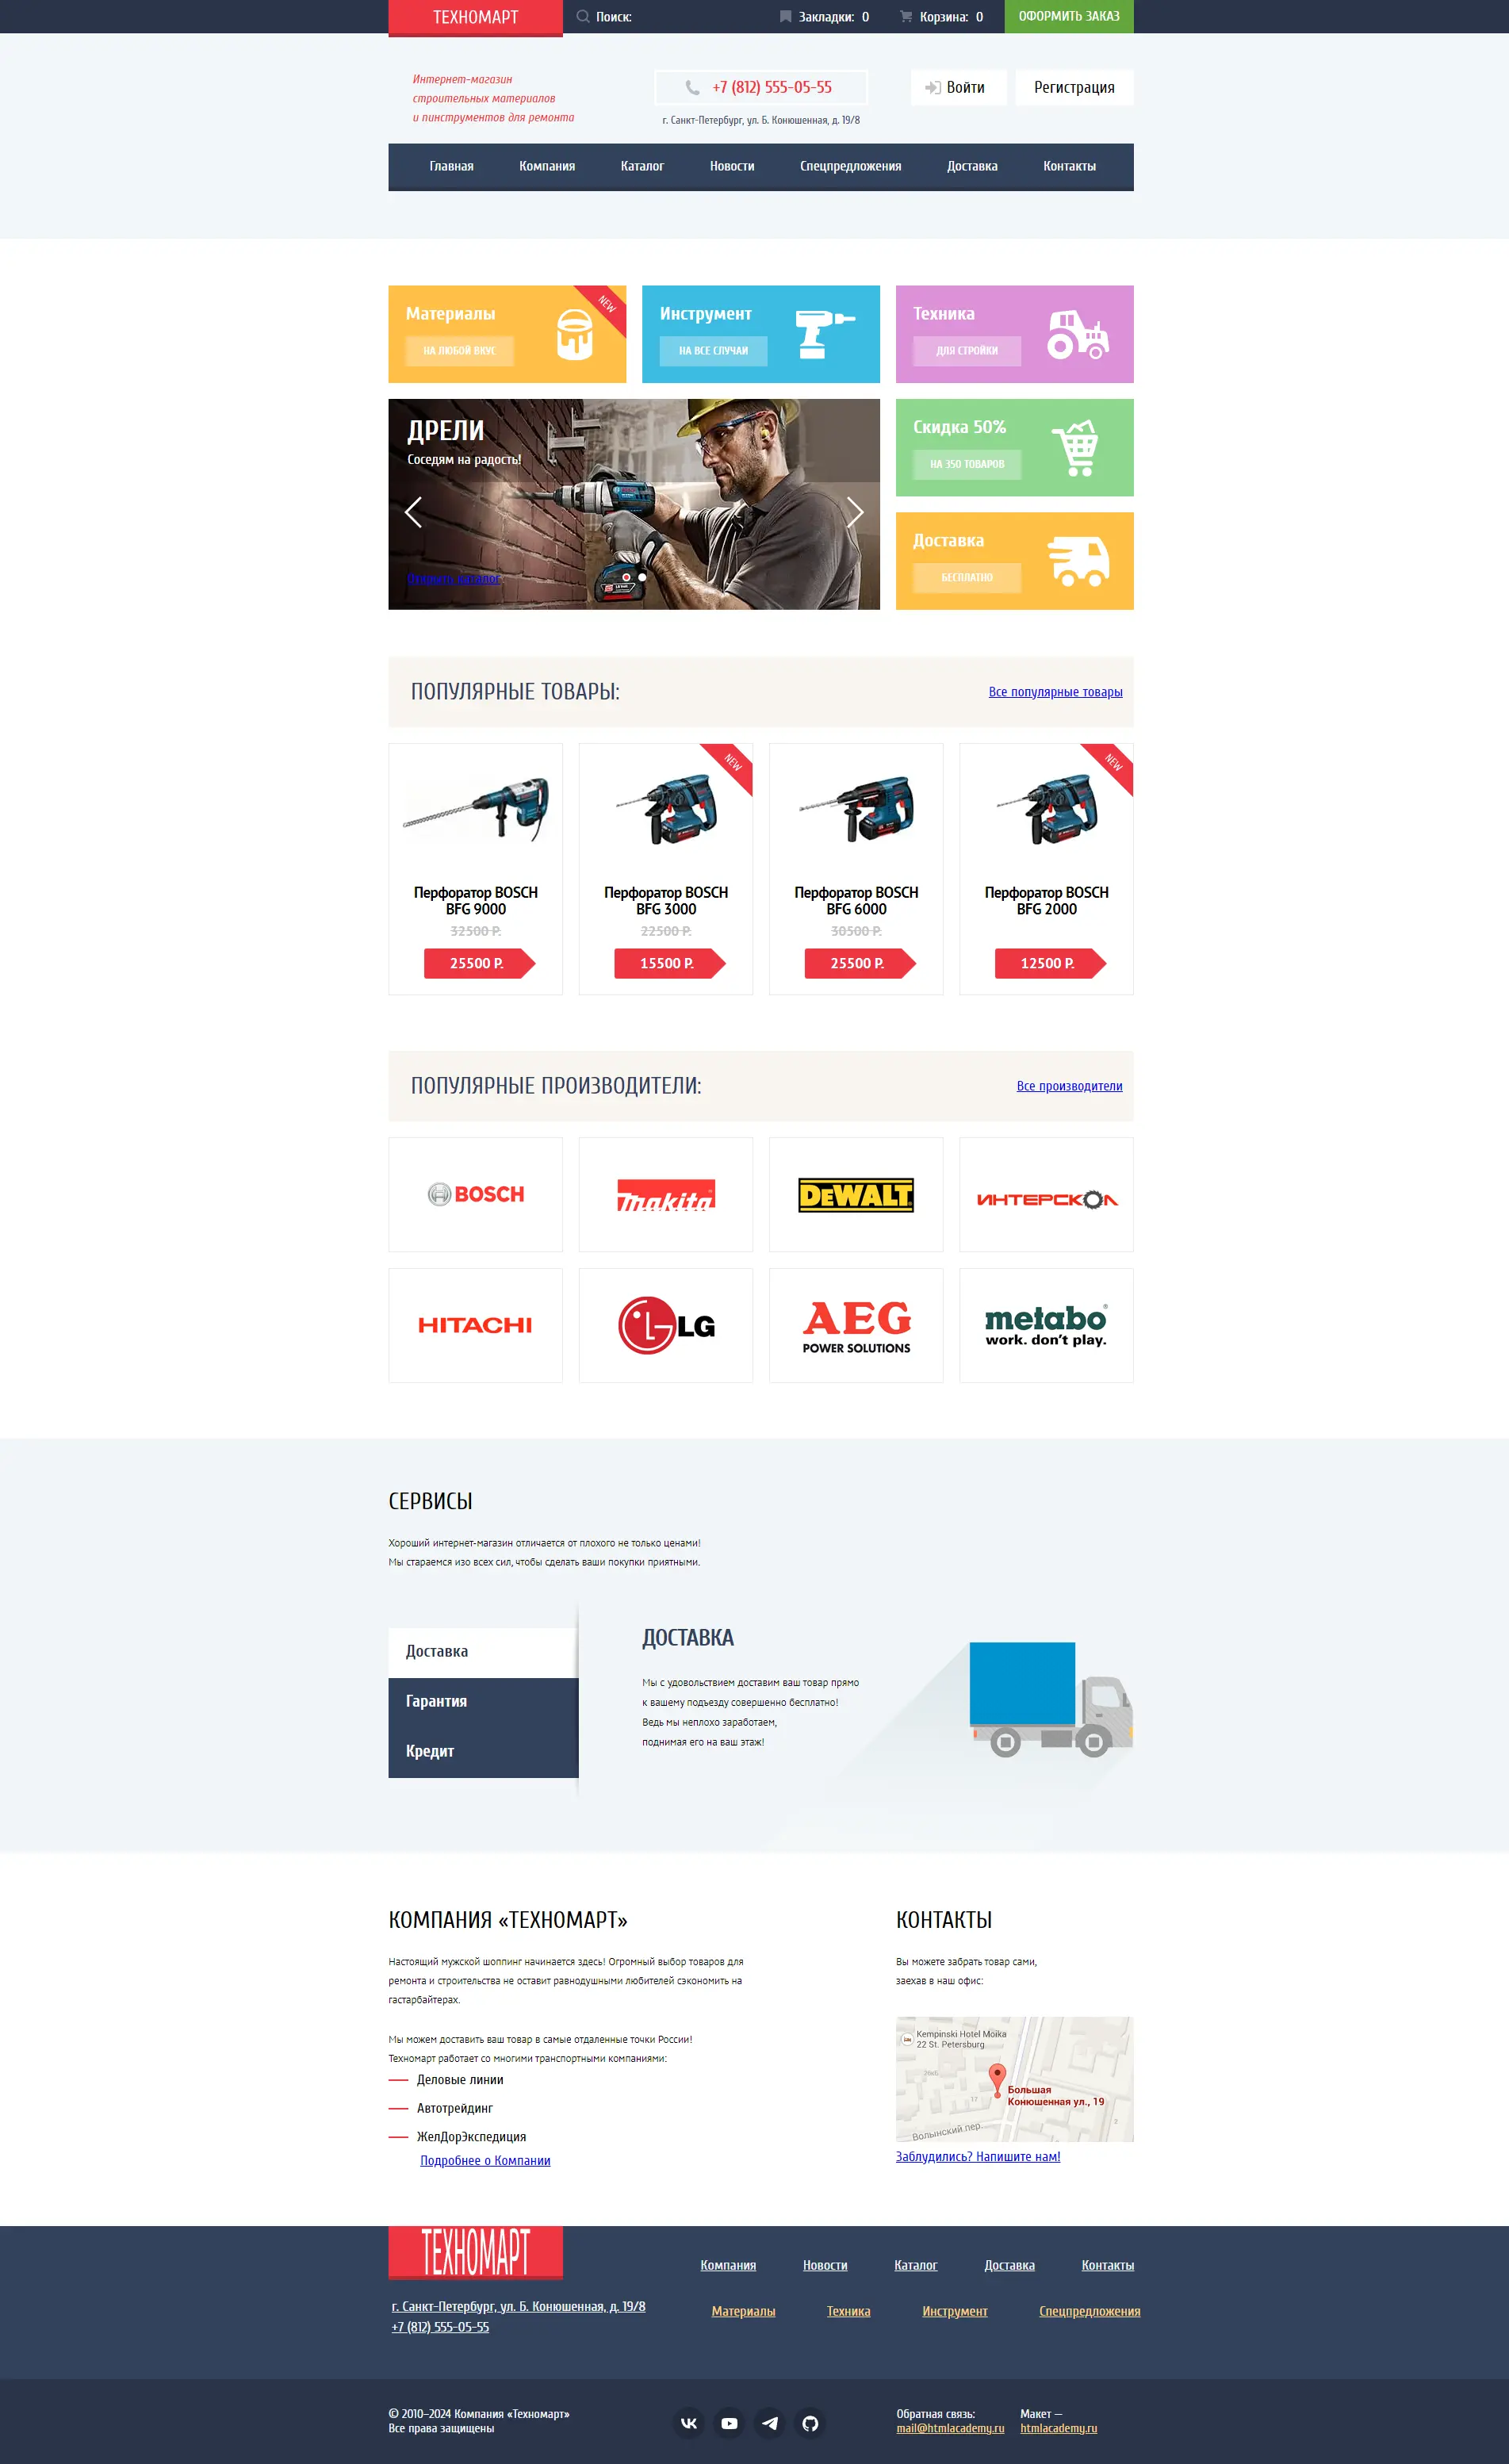 ТЕХНОМАРТ
Поиск:
Закладки: 0
Корзина: 0
ОФОРМИТЬ ЗАКАЗ
Интернет-магазин
строительных материалов
и пинструментов для ремонта
+7 (812) 555-05-55
г. Санкт-Петербург, ул. Б. Конюшенная, д. 19/8
Войти
Регистрация
Главная
Компания
Каталог
Новости
Спецпредложения
Доставка
Контакты
Материалы
НА ЛЮБОЙ ВКУС
NEW
Инструмент
НА ВСЕ СЛУЧАИ
Техника
ДЛЯ СТРОЙКИ
ДРЕЛИ
Соседям на радость!
Скидка 50%
НА 350 ТОВАРОВ
Доставка
БЕСПЛАТНО
ПОПУЛЯРНЫЕ ТОВАРЫ:
Все популярные товары
Перфоратор BOSCH
BFG 9000
32500 Р.
25500 Р.
NEW
Перфоратор BOSCH
BFG 3000
22500 Р.
15500 Р.
Перфоратор BOSCH
BFG 6000
30500 Р.
25500 Р.
NEW
Перфоратор BOSCH
BFG 2000
12500 Р.
ПОПУЛЯРНЫЕ ПРОИЗВОДИТЕЛИ:
Все производители
BOSCH
makita
DEWALT
ИНТЕРСКОЛ
HITACHI
LG
AEG
POWER SOLUTIONS
metabo
work. don't play.
СЕРВИСЫ
Хороший интернет-магазин отличается от плохого не только ценами!
Мы стараемся изо всех сил, чтобы сделать ваши покупки приятными.
Доставка
Гарантия
Кредит
ДОСТАВКА
Мы с удовольствием доставим ваш товар прямо
к вашему подъезду совершенно бесплатно!
Ведь мы неплохо заработаем,
поднимая его на ваш этаж!
КОМПАНИЯ «ТЕХНОМАРТ»
Настоящий мужской шоппинг начинается здесь! Огромный выбор товаров для
ремонта и строительства не оставит равнодушными любителей сэкономить на
гастарбайтерах.
Мы можем доставить ваш товар в самые отдаленные точки России!
Техномарт работает со многими транспортными компаниями:
Деловые линии
Автотрейдинг
ЖелДорЭкспедиция
Подробнее о Компании
КОНТАКТЫ
Вы можете забрать товар сами,
заехав в наш офис:
Kempinski Hotel Moika
22 St. Petersburg
17
Большая
Конюшенная ул., 19
Волынский пер.
Заблудились? Напишите нам!
ТЕХНОМАРТ
г. Санкт-Петербург, ул. Б. Конюшенная, д. 19/8
+7 (812) 555-05-55
Компания
Новости
Каталог
Доставка
Контакты
Материалы
Техника
Инструмент
Спецпредложения
© 2010–2024 Компания «Техномарт»
Все права защищены
Обратная связь:
mail@htmlacademy.ru
Макет —
htmlacademy.ru